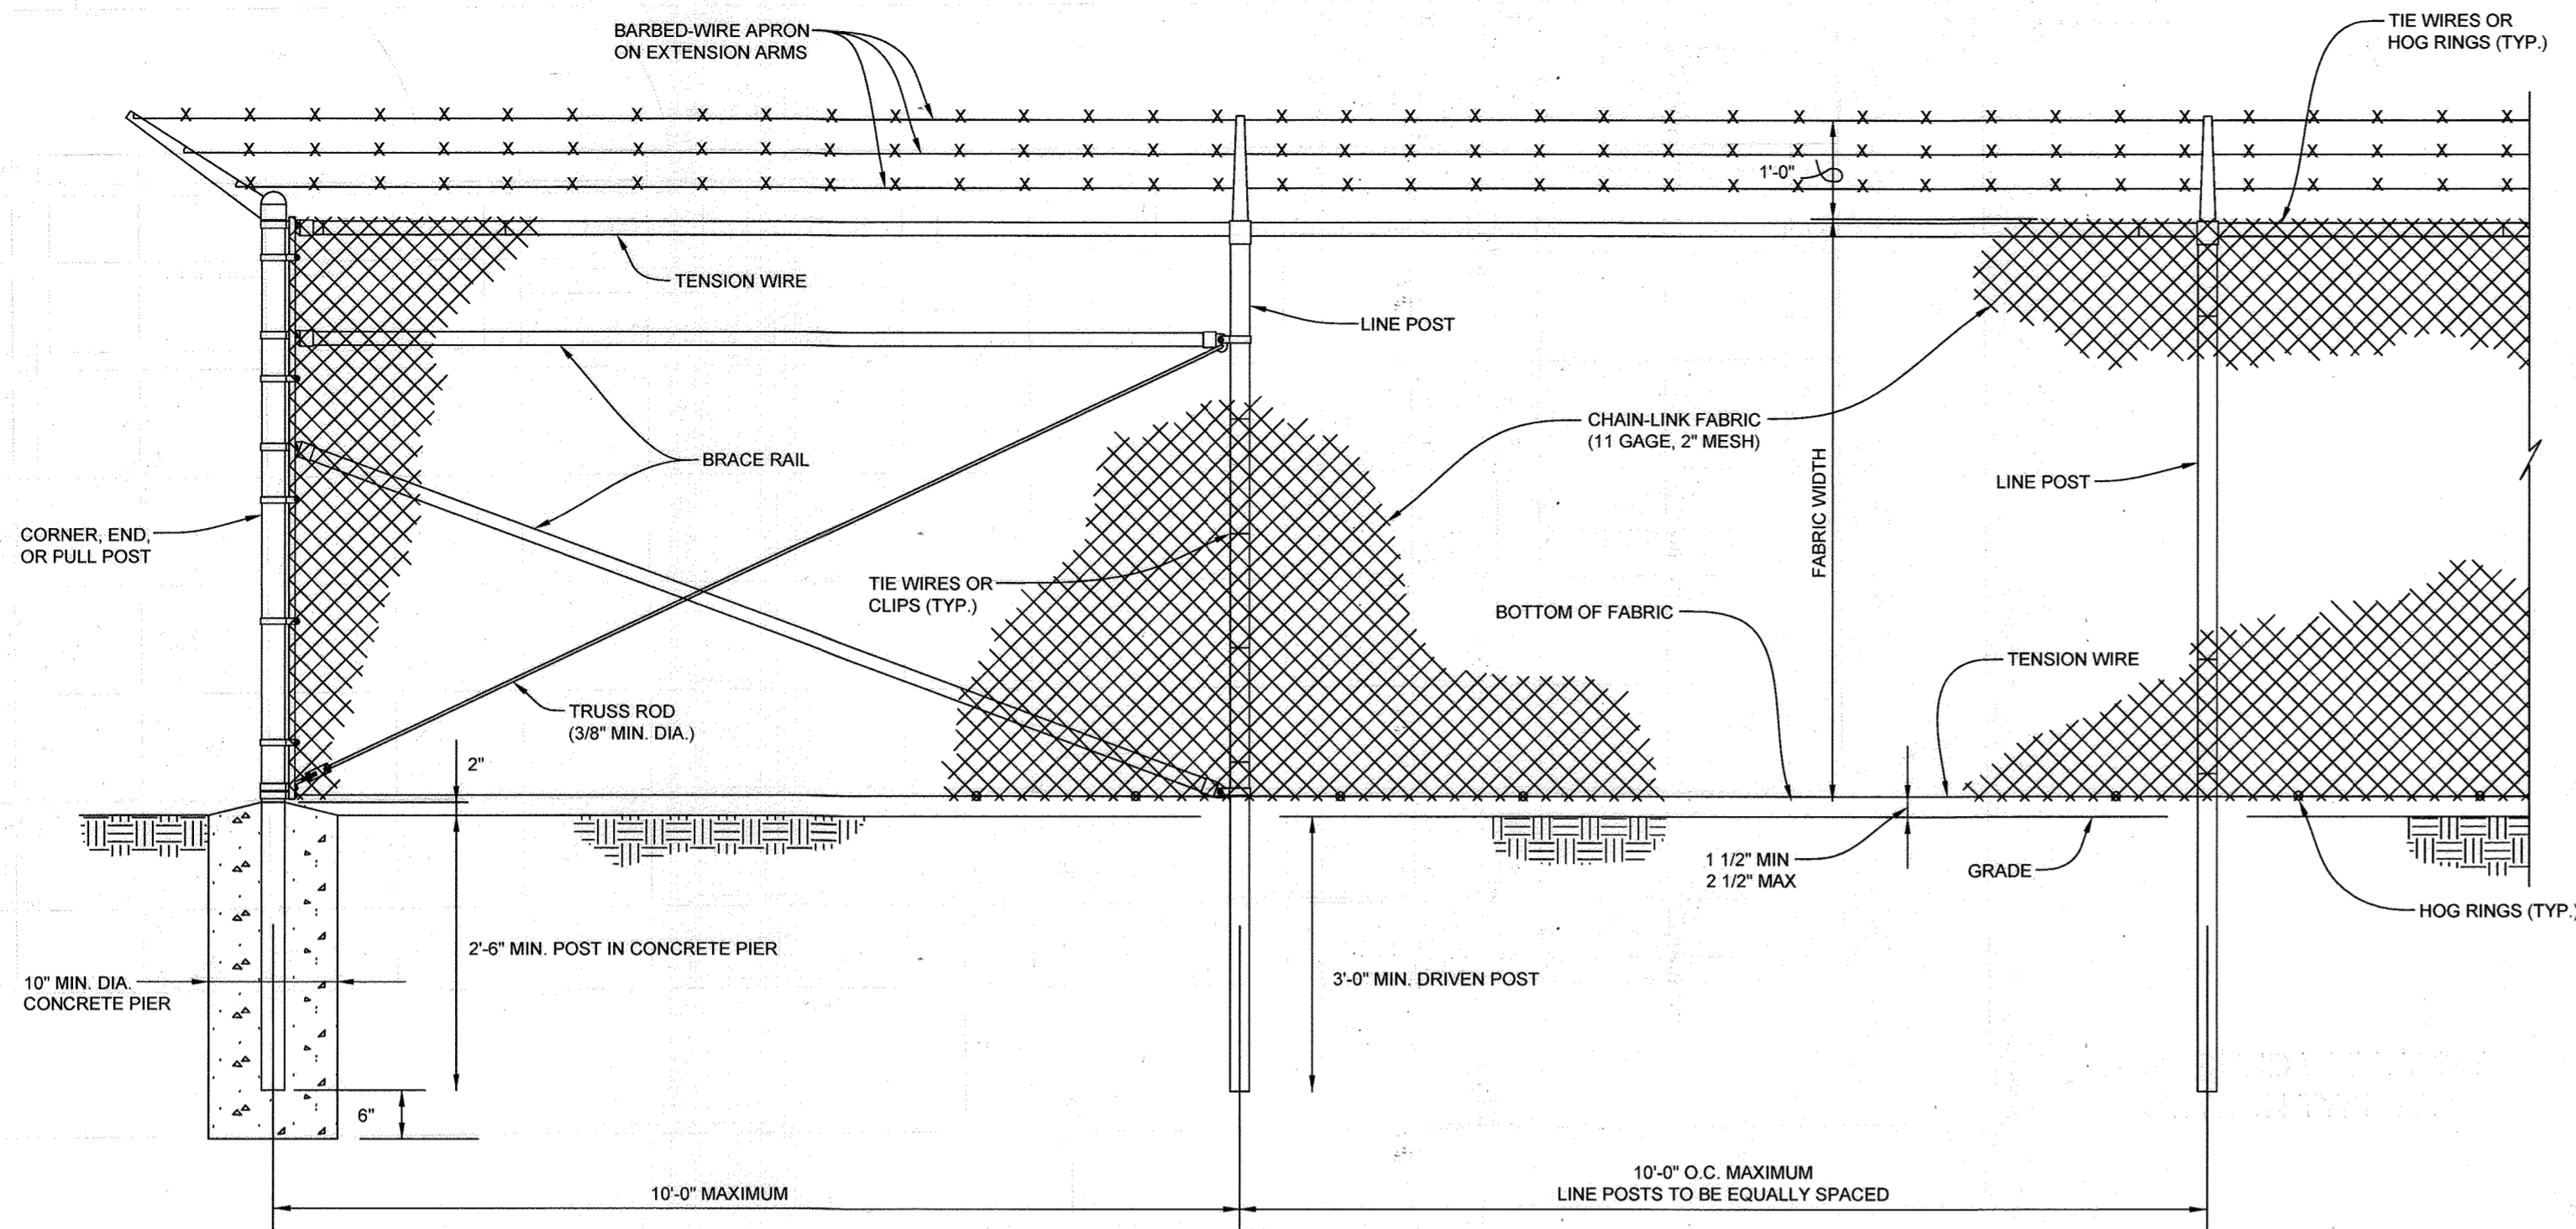 BARBED-WIRE APRON
ON EXTENSION ARMS
TIE WIRES OR
HOG RINGS (TYP.)
1'-0"
TENSION WIRE
LINE POST
CHAIN-LINK FABRIC
(11 GAGE, 2" MESH)
BRACE RAIL
FABRIC WIDTH
LINE POST
CORNER, END,
OR PULL POST
TIE WIRES OR
CLIPS (TYP.)
BOTTOM OF FABRIC
TENSION WIRE
TRUSS ROD
(3/8" MIN. DIA.)
2"
1 1/2" MIN
2 1/2" MAX
GRADE
HOG RINGS (TYP.)
2'-6" MIN. POST IN CONCRETE PIER
10" MIN. DIA.
CONCRETE PIER
3'-0" MIN. DRIVEN POST
6"
10'-0" MAXIMUM
10'-0" O.C. MAXIMUM
LINE POSTS TO BE EQUALLY SPACED